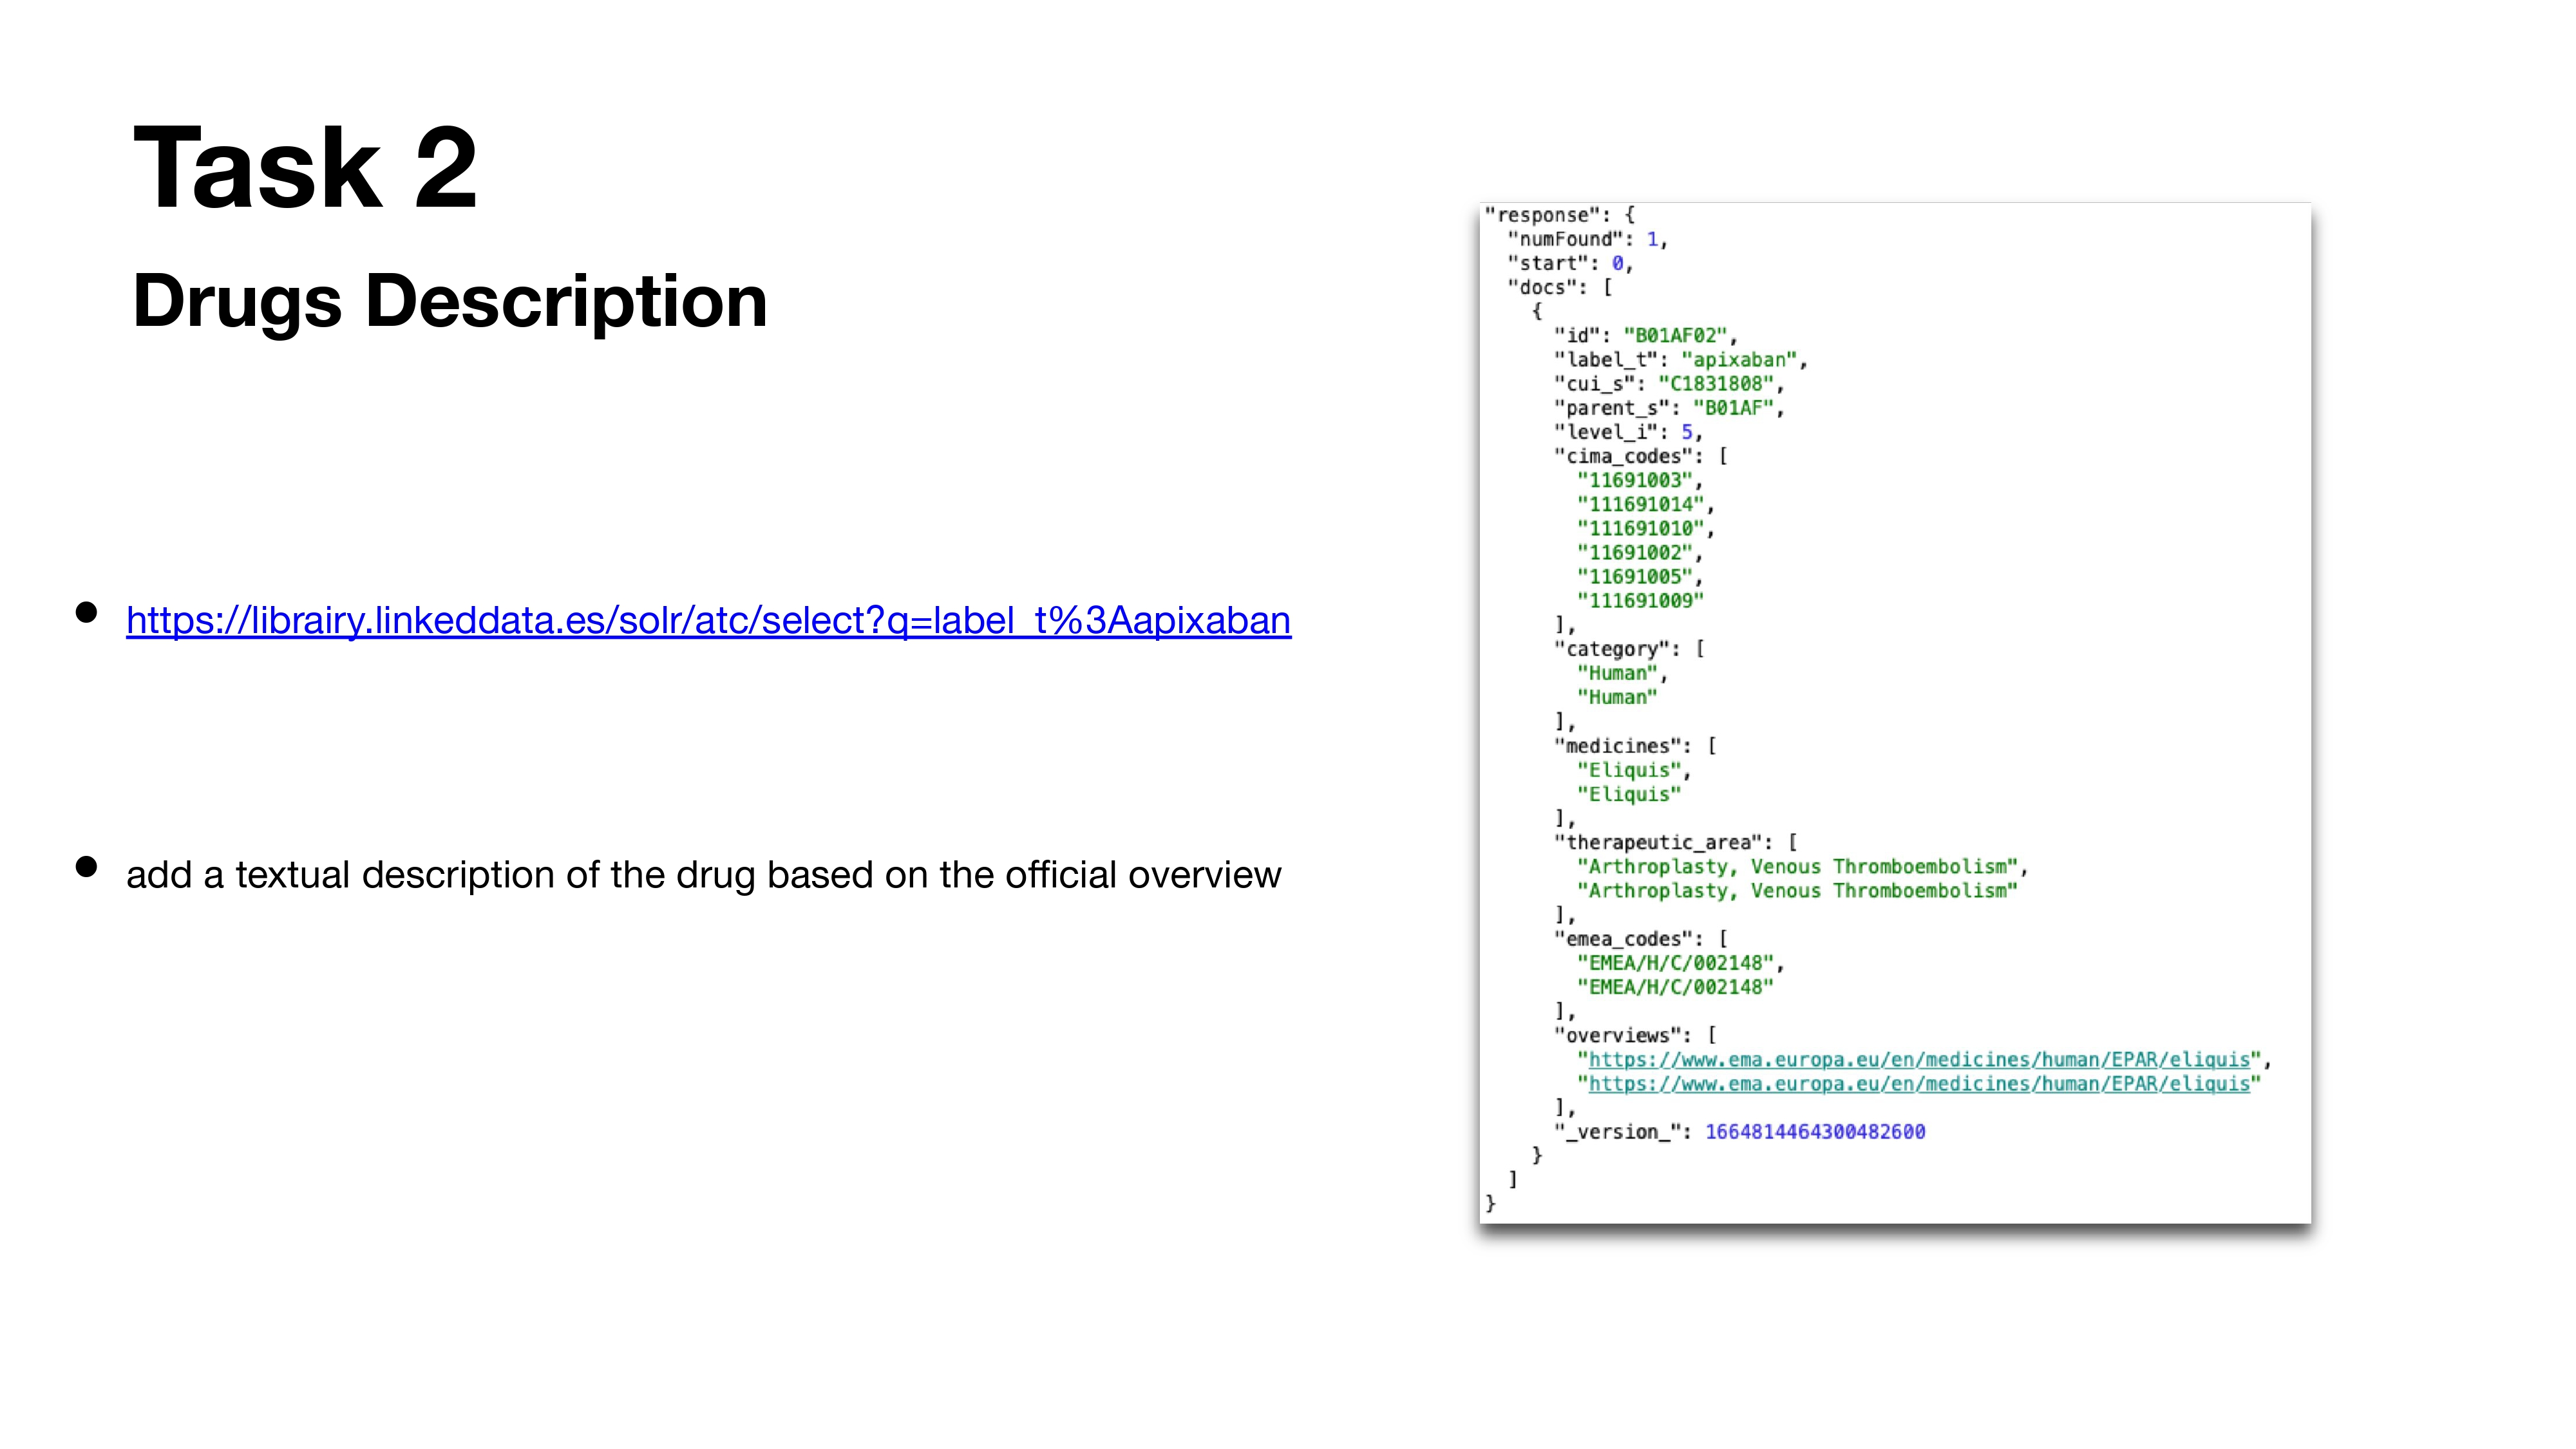 Task 2
Drugs Description
• https://librairy.linkeddata.es/solr/atc/select?q=label_t%3Aapixaban
• add a textual description of the drug based on the official overview
"response": {
"numFound": 1,
"start": 0,
"docs": [
{
"id": "B01AF02",
"label_t": "apixaban",
"cui_s": "C1831808",
"parent_s": "B01AF",
"level_i": 5,
"cima_codes": [
"11691003",
"111691014",
"111691010",
"11691002",
"11691005",
"111691009"
],
"category": [
"Human",
"Human"
],
"medicines": [
"Eliquis",
"Eliquis"
],
"therapeutic_area": [
"Arthroplasty, Venous Thromboembolism",
"Arthroplasty, Venous Thromboembolism"
],
"emea_codes": [
"EMEA/H/C/002148",
"EMEA/H/C/002148"
],
"overviews": [
"https://www.ema.europa.eu/en/medicines/human/EPAR/eliquis",
"https://www.ema.europa.eu/en/medicines/human/EPAR/eliquis"
],
"_version_": 1664814464300482600
}
]
}